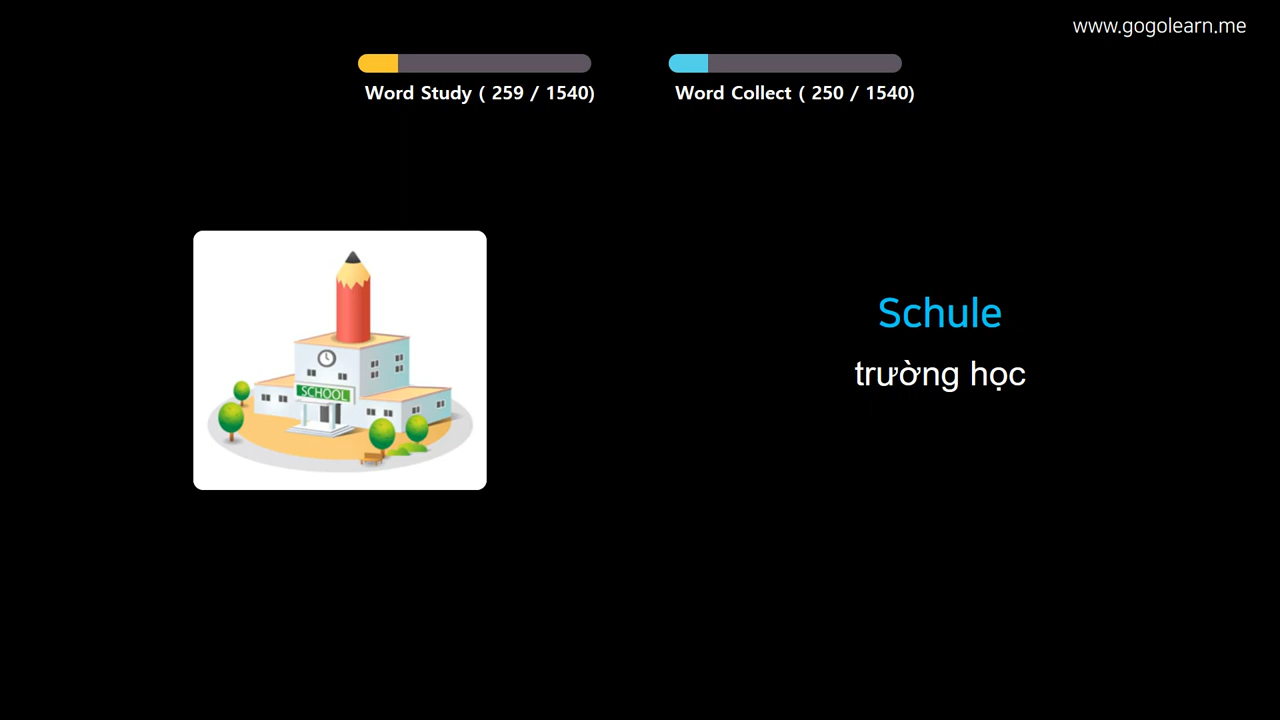 www.gogolearn.me
Word Study ( 259 / 1540)
Word Collect ( 250 / 1540)
SCHOOL
Schule
trường học